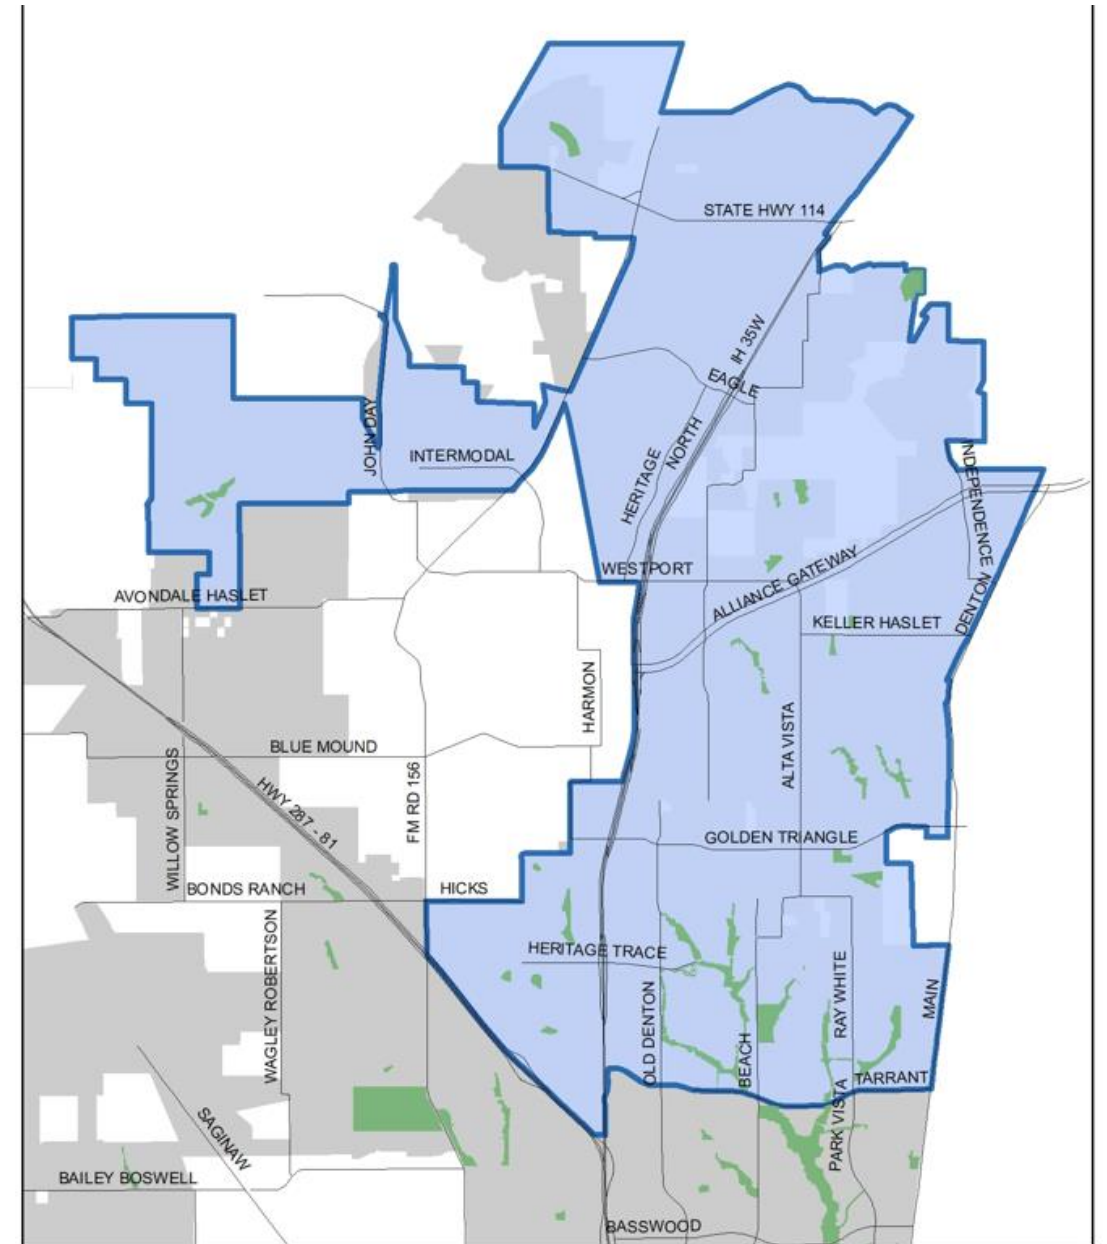 STATE HWY 114
IH 35W
EAGLE
JOHN DAY
INTERMODAL
HERITAGE
NORTH
INDEPENDENCE
WESTPORT
ALLIANCE GATEWAY
AVONDALE HASLET
KELLER HASLET
DENTON
HARMON
ALTA VISTA
BLUE MOUND
WILLOW SPRINGS
HWY 287 - 81
FM RD 156
GOLDEN TRIANGLE
BONDS RANCH
HICKS
HERITAGE TRACE
WAGLEY ROBERTSON
OLD DENTON
BEACH
RAY WHITE
MAIN
TARRANT
PARK VISTA
SAGINAW
BAILEY BOSWELL
BASSWOOD